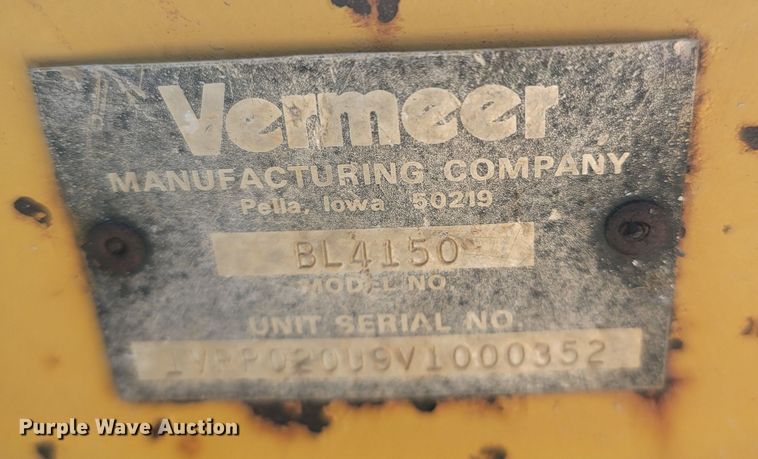 Vermeer
MANUFACTURING COMPANY
Pella, Iowa 50219
BL4150
MODEL NO.
UNIT SERIAL NO.
1VRP020U9V1000352
Purple Wave Auction